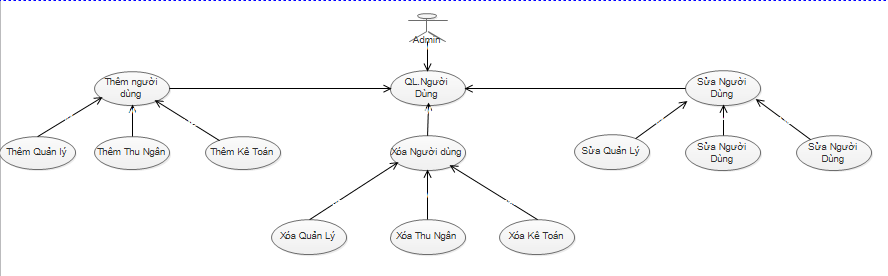 Admin
Thêm người
dùng
QL Người
Dùng
Sửa Người
Dùng
Thêm Quản lý
Thêm Thu Ngân
Thêm Kế Toán
Xóa Người dùng
Sửa Quản Lý
Sửa Người
Dùng
Sửa Người
Dùng
Xóa Quản Lý
Xóa Thu Ngân
Xóa Kế Toán